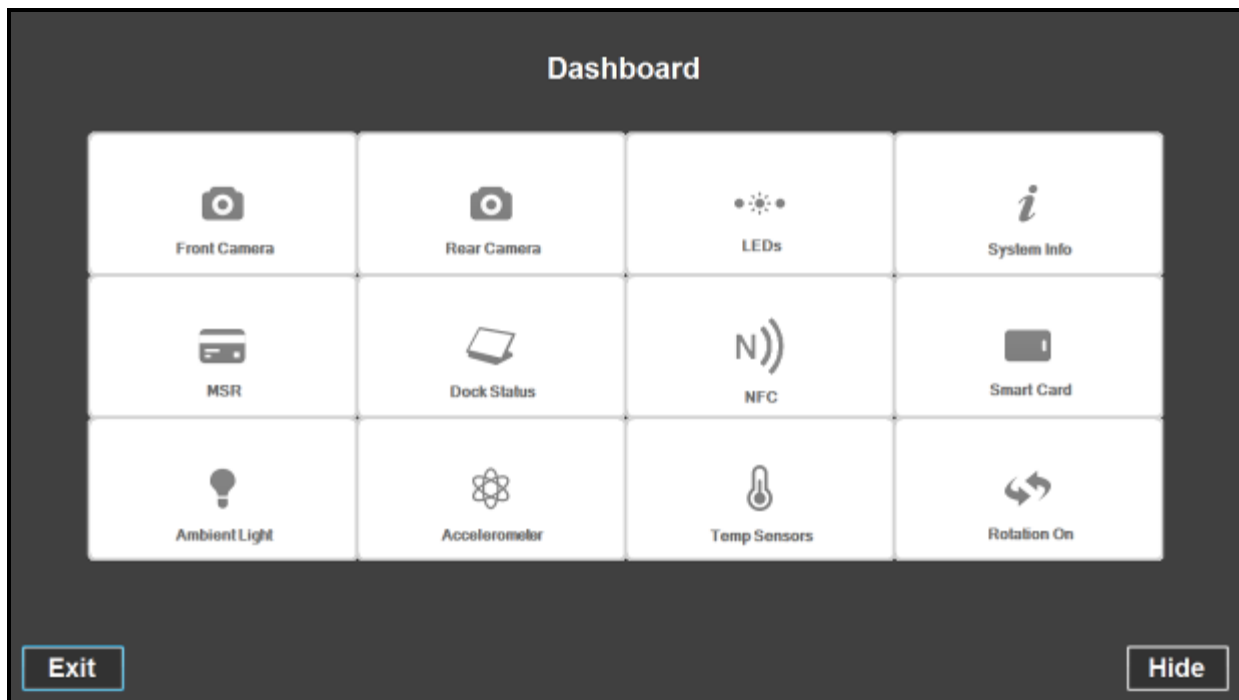 Dashboard
Front Camera
Rear Camera
LEDs
System Info
MSR
Dock Status
NFC
Smart Card
Ambient Light
Accelerometer
Temp Sensors
Rotation On
Exit
Hide